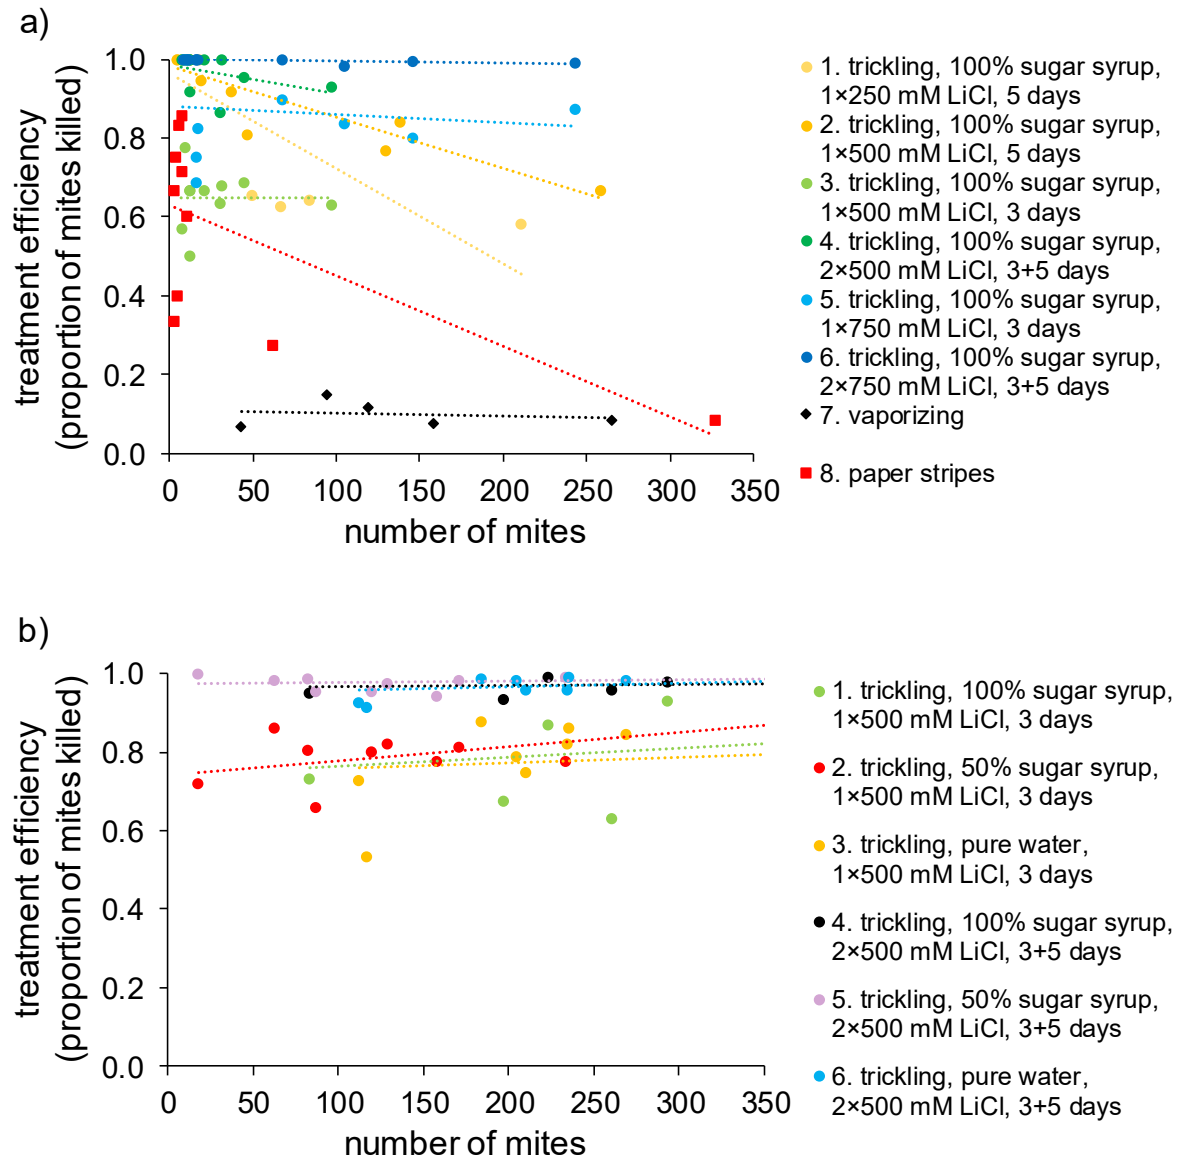 a)
treatment efficiency
(proportion of mites killed)
1.0
0.8
0.6
0.4
0.2
0.0
0 50 100 150 200 250 300 350
number of mites
1. trickling, 100% sugar syrup,
1×250 mM LiCl, 5 days
2. trickling, 100% sugar syrup,
1×500 mM LiCl, 5 days
3. trickling, 100% sugar syrup,
1×500 mM LiCl, 3 days
4. trickling, 100% sugar syrup,
2×500 mM LiCl, 3+5 days
5. trickling, 100% sugar syrup,
1×750 mM LiCl, 3 days
6. trickling, 100% sugar syrup,
2×750 mM LiCl, 3+5 days
7. vaporizing
8. paper stripes
b)
treatment efficiency
(proportion of mites killed)
1.0
0.8
0.6
0.4
0.2
0.0
0 50 100 150 200 250 300 350
number of mites
1. trickling, 100% sugar syrup,
1×500 mM LiCl, 3 days
2. trickling, 50% sugar syrup,
1×500 mM LiCl, 3 days
3. trickling, pure water,
1×500 mM LiCl, 3 days
4. trickling, 100% sugar syrup,
2×500 mM LiCl, 3+5 days
5. trickling, 50% sugar syrup,
2×500 mM LiCl, 3+5 days
6. trickling, pure water,
2×500 mM LiCl, 3+5 days